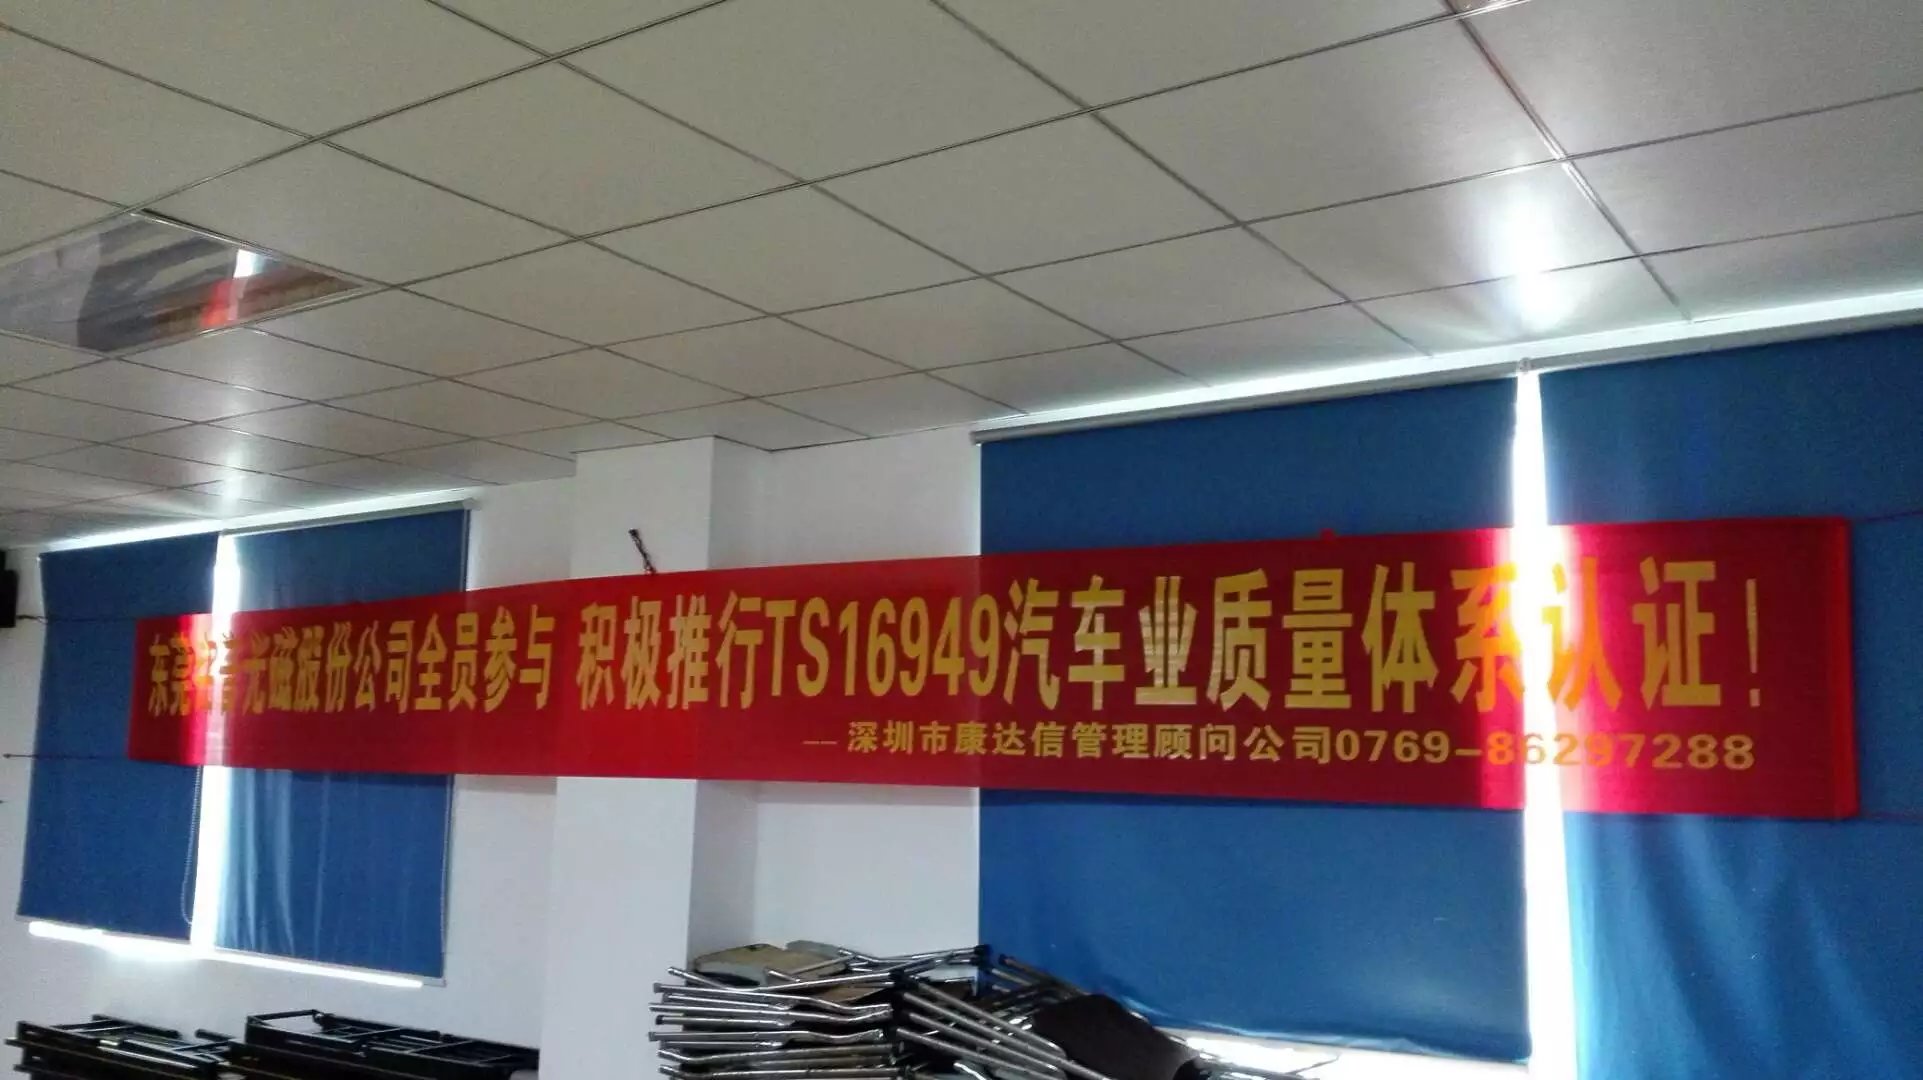 东莞光磁股份公司全员参与 积极推行TS16949汽车业质量体系认证！
--深圳市康达信管理顾问公司0769-86297288